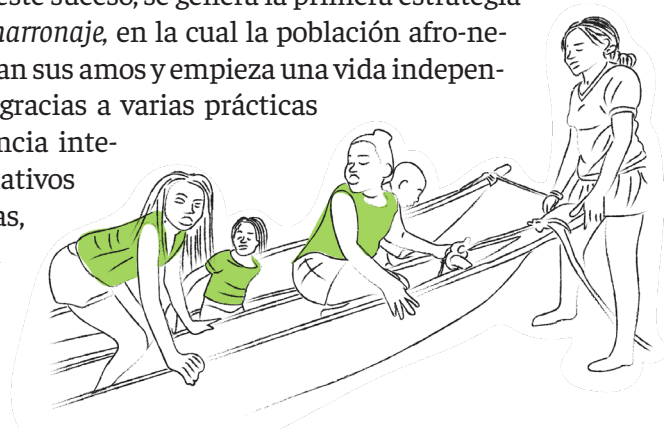 este suceso, se genera la primera estrategia
marronaje, en la cual la población afro-ne-
an sus amos y empieza una vida indepen-
gracias a varias prácticas
ncia inte-
ativos
as,